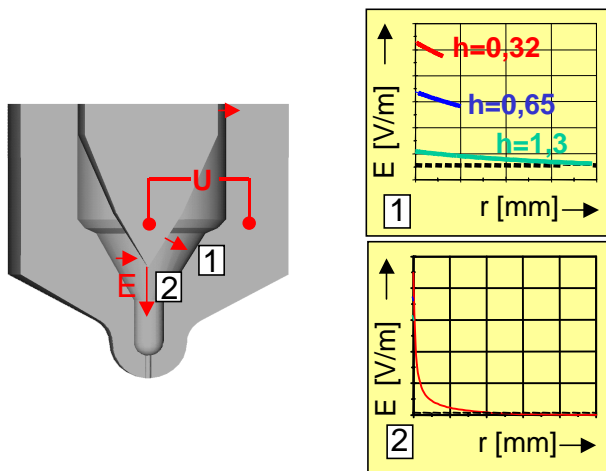 U
1
E
2
E [V/m]
h=0,32
h=0,65
h=1,3
1
r [mm]
E [V/m]
2
r [mm]